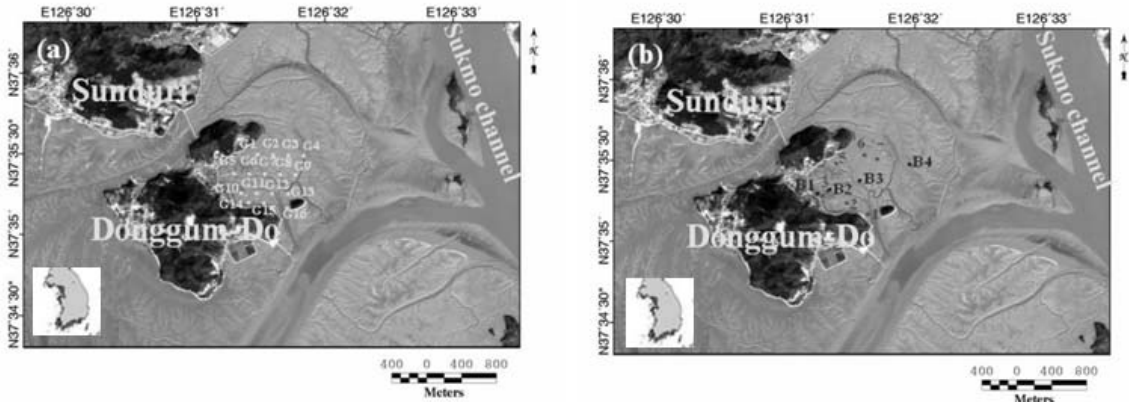 E126°30´ E126°31´ E126°32´ E126°33´
(a)
N37°36´
N37°35´30°
N37°35´
N37°34´30
Sunduri
Sukmo channel
G1 G2 G3 G4
G5 G6 G7 G8 G9
G10 G11 G12 G13
G14 G15 G16
Donggum-Do
N
400 0 400 800
Meters
E126°30´ E126°31´ E126°32´ E126°33´
(b)
N37°36´
N37°35´30°
N37°35´
N37°34´30
Sunduri
Sukmo channel
6
B4
B1 B2 B3
2
Donggum-Do
N
400 0 400 800
Meters